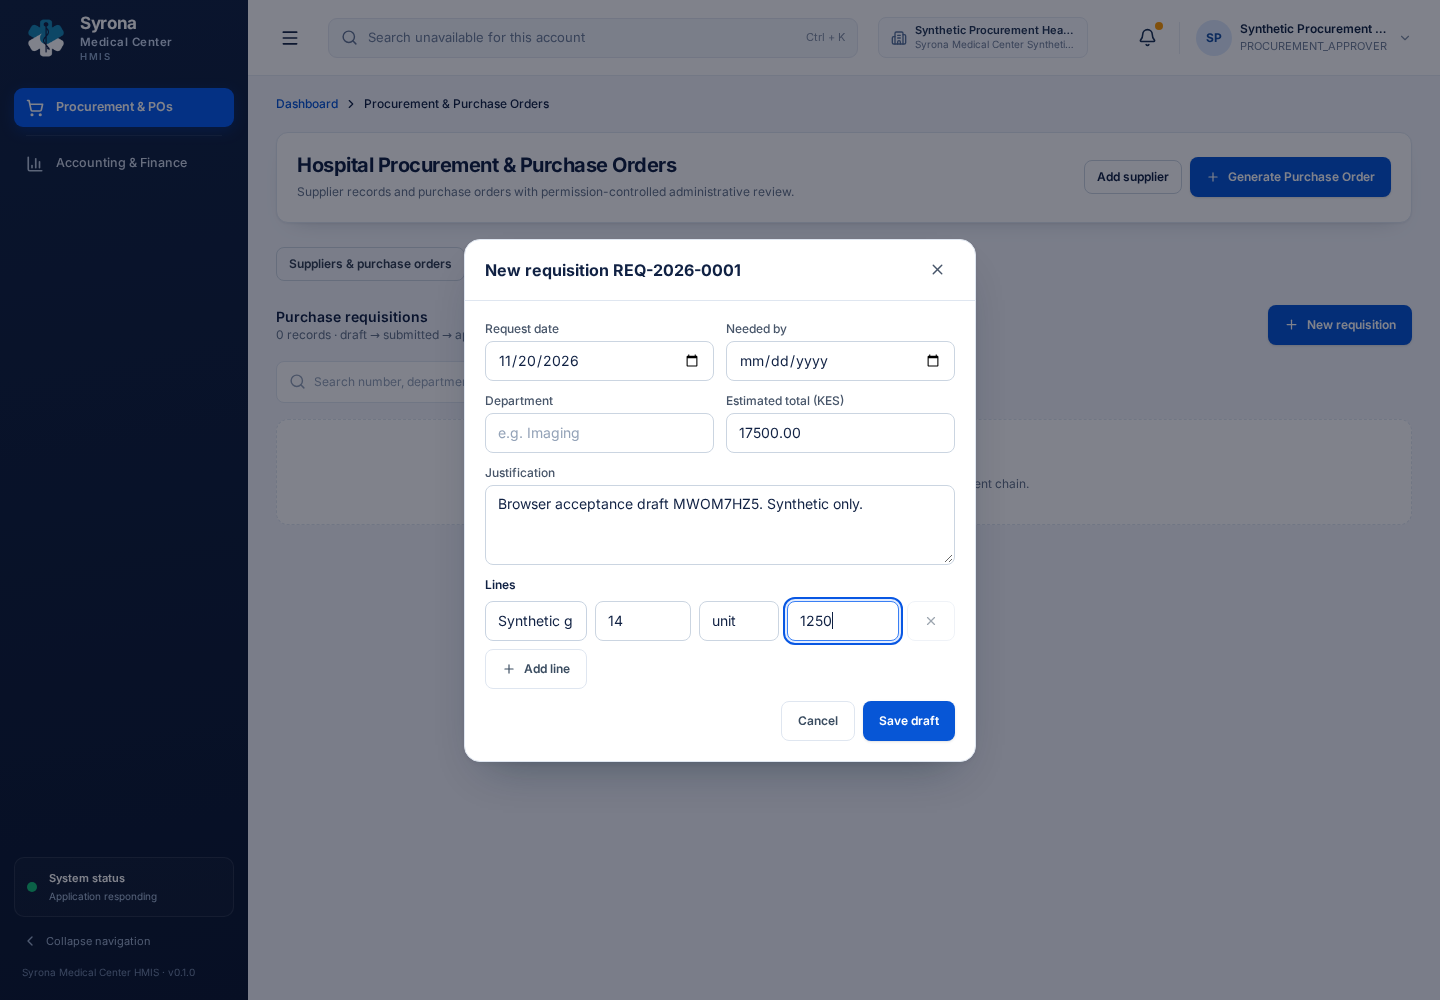 Syrona
Medical Center
HMIS
Procurement & POs
Accounting & Finance
System status
Application responding
Collapse navigation
Syrona Medical Center HMIS · v0.1.0
Search unavailable for this account
Ctrl + K
Synthetic Procurement Hea...
Syrona Medical Center Syntheti...
SP
Synthetic Procurement ...
PROCUREMENT_APPROVER
Dashboard
Procurement & Purchase Orders
Hospital Procurement & Purchase Orders
Supplier records and purchase orders with permission-controlled administrative review.
Add supplier
Generate Purchase Order
Suppliers & purchase orders
Purchase requisitions
0 records · draft → submitted →
New requisition
Search number,
chain.
New requisition REQ-2026-0001
Request date
Needed by
11/20/2026
mm/dd/yyyy
Department
Estimated total (KES)
e.g. Imaging
17500.00
Justification
Browser acceptance draft MWOM7HZ5. Synthetic only.
Lines
Synthetic g
14
unit
1250
Add line
Cancel
Save draft